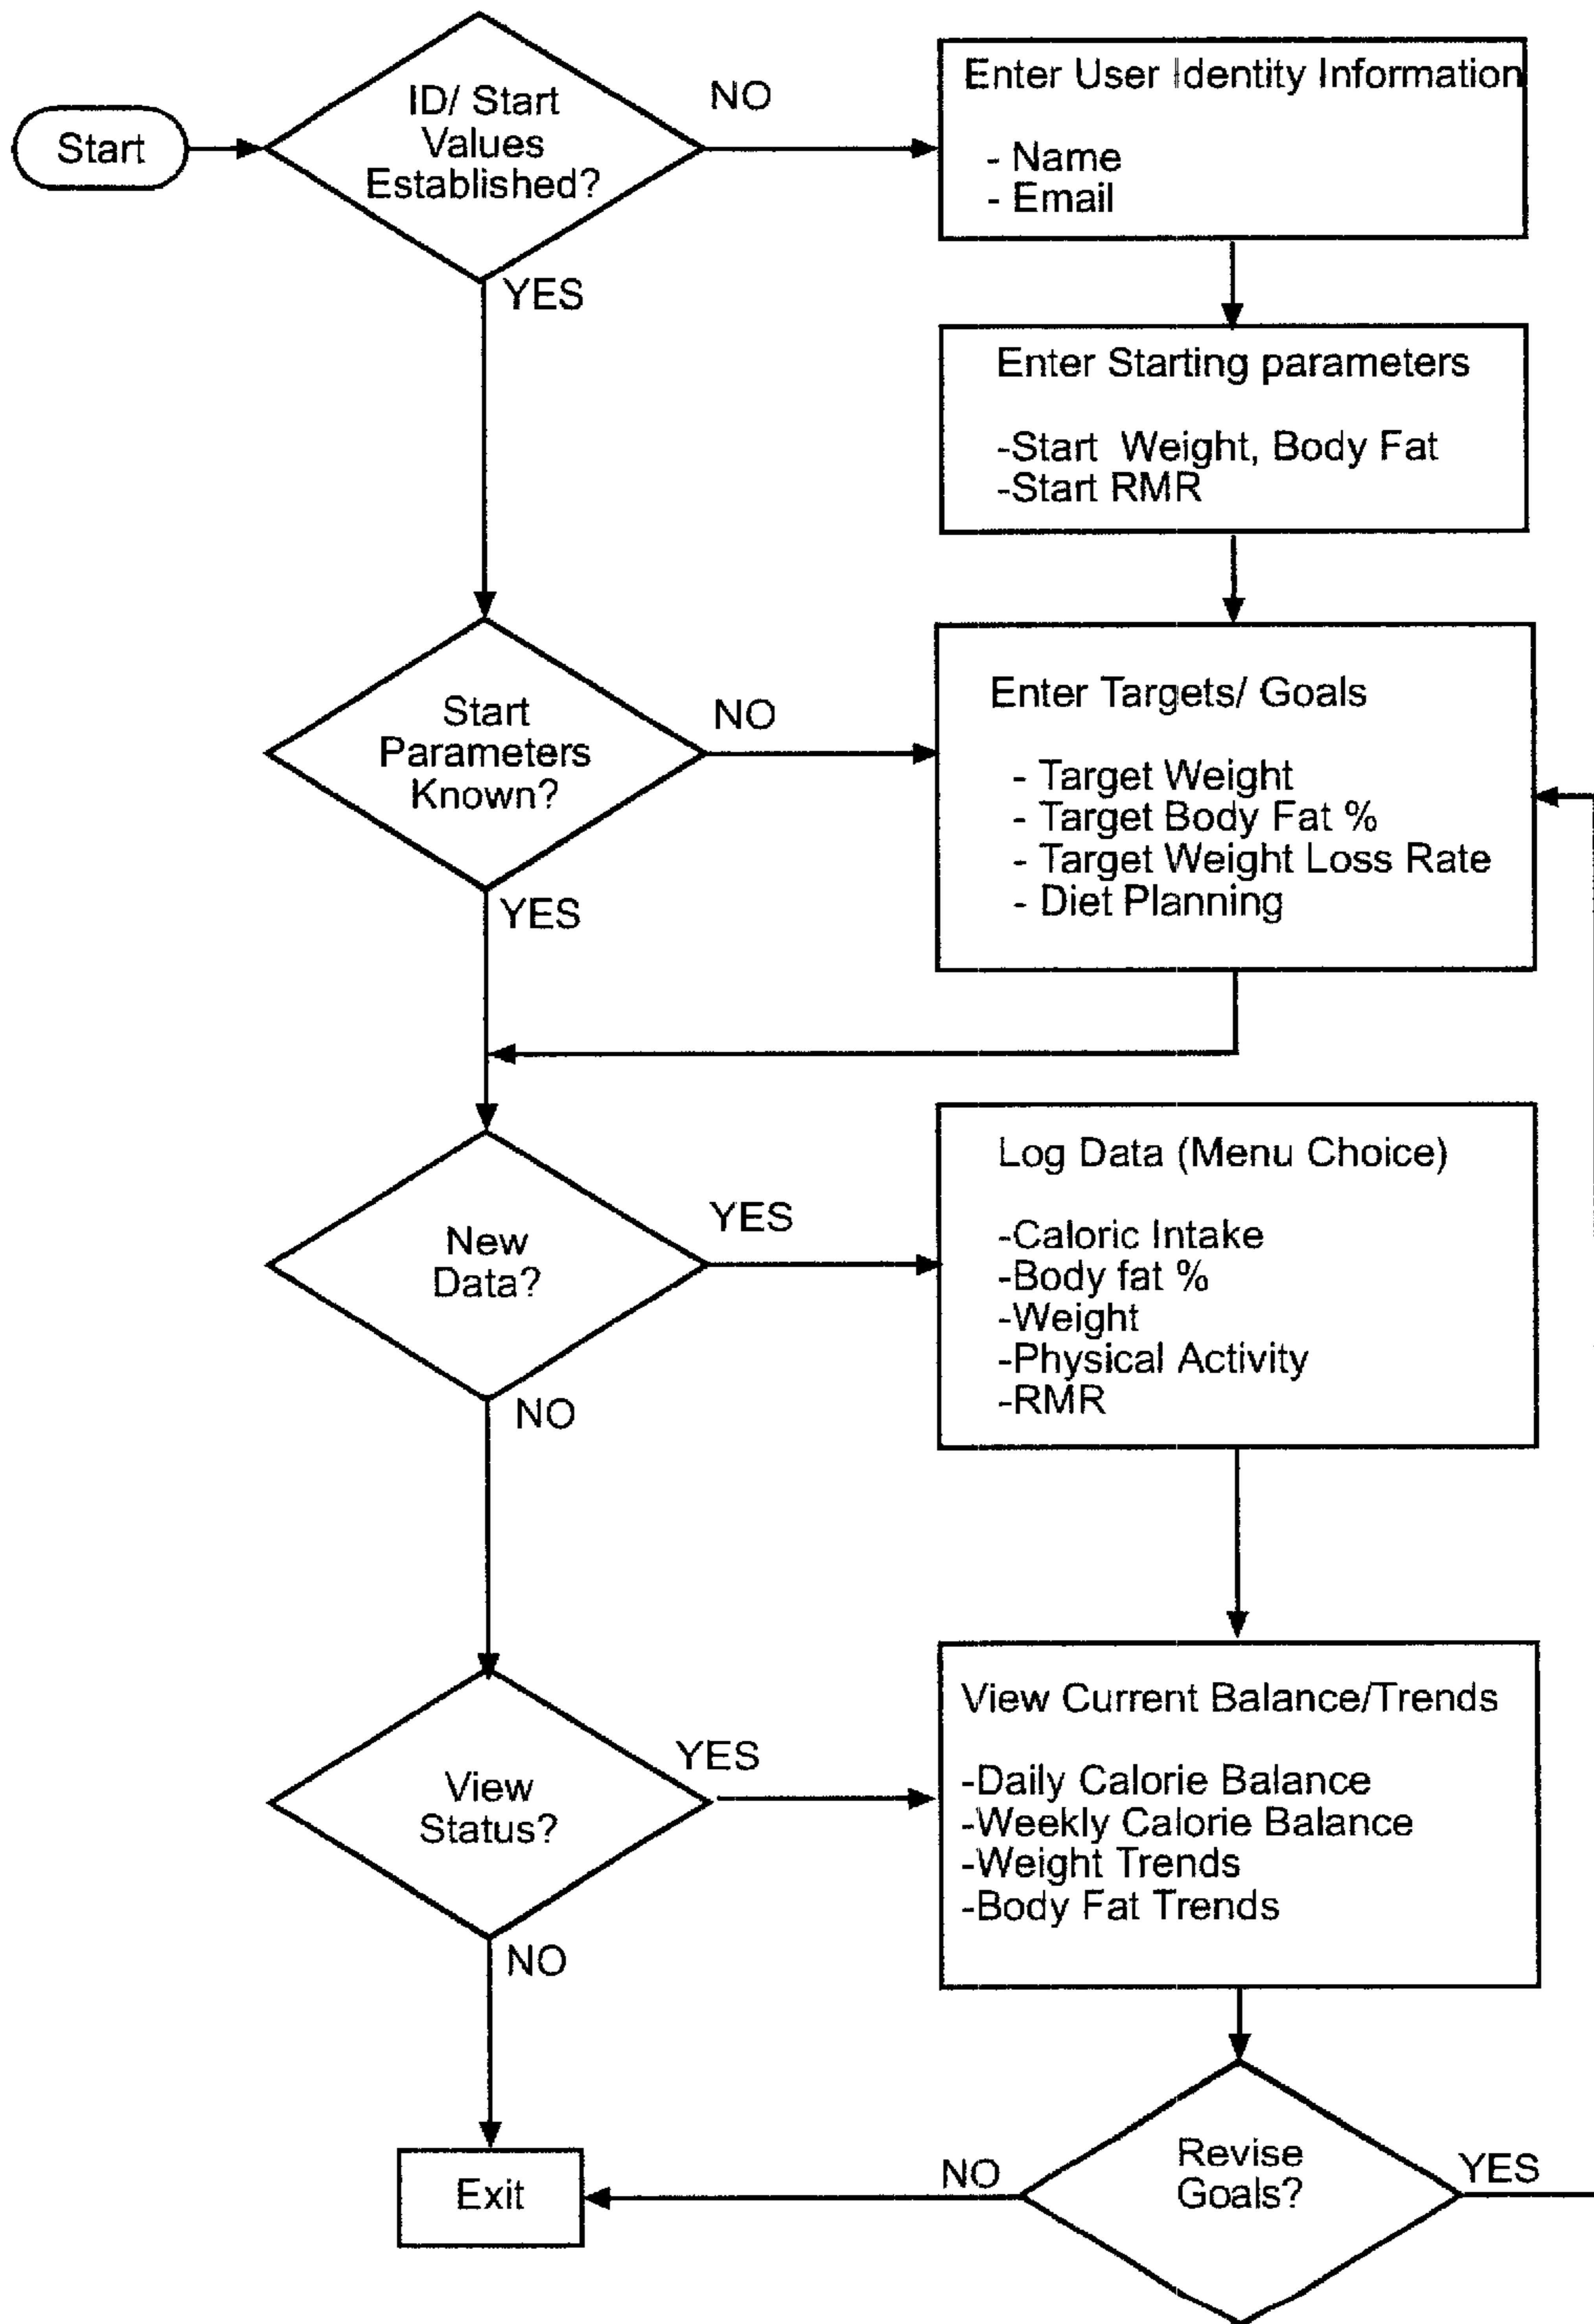 Start
ID/ Start
Values
Established?
NO
YES
Enter User Identity Information
- Name
- Email
Enter Starting parameters
-Start Weight, Body Fat
-Start RMR
Start
Parameters
Known?
NO
YES
Enter Targets/ Goals
- Target Weight
- Target Body Fat %
- Target Weight Loss Rate
- Diet Planning
New
Data?
YES
NO
Log Data (Menu Choice)
-Caloric Intake
-Body fat %
-Weight
-Physical Activity
-RMR
View
Status?
YES
NO
View Current Balance/Trends
-Daily Calorie Balance
-Weekly Calorie Balance
-Weight Trends
-Body Fat Trends
Exit
NO
Revise
Goals?
YES